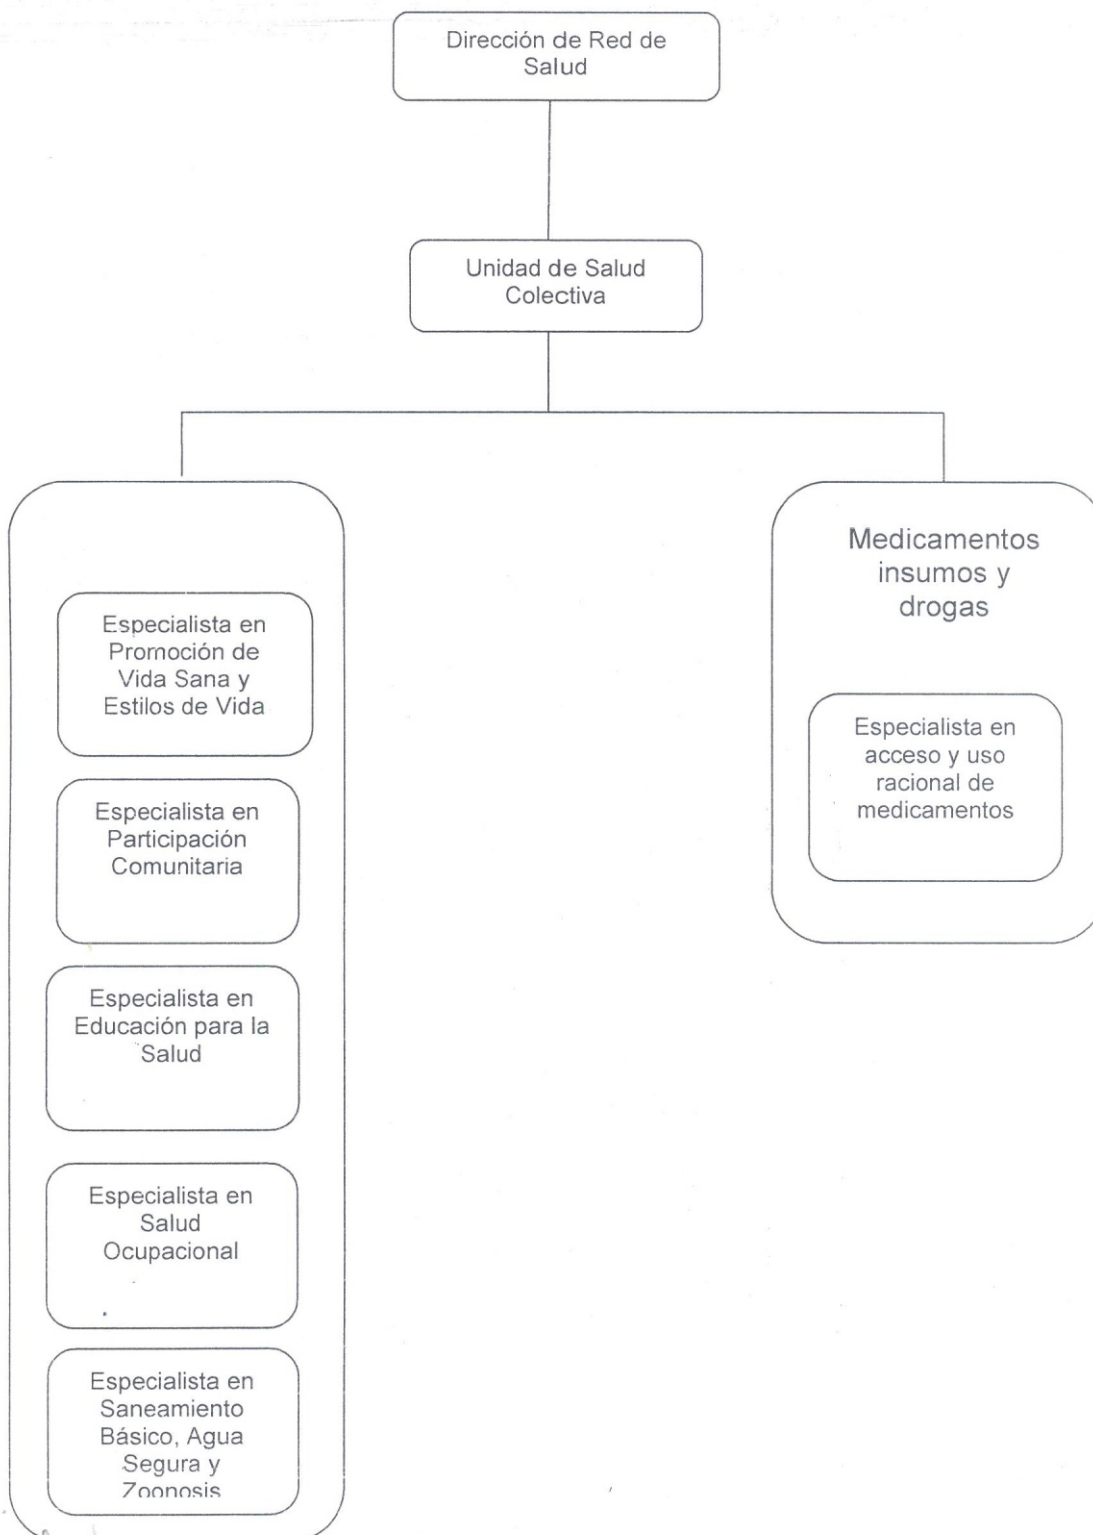 Dirección de Red de
Salud
Unidad de Salud
Colectiva
Especialista en
Promoción de
Vida Sana y
Estilos de Vida
Especialista en
Participación
Comunitaria
Especialista en
Educación para la
Salud
Especialista en
Salud
Ocupacional
Especialista en
Saneamiento
Básico, Agua
Segura y
Zoonosis
Medicamentos
insumos y
drogas
Especialista en
acceso y uso
racional de
medicamentos